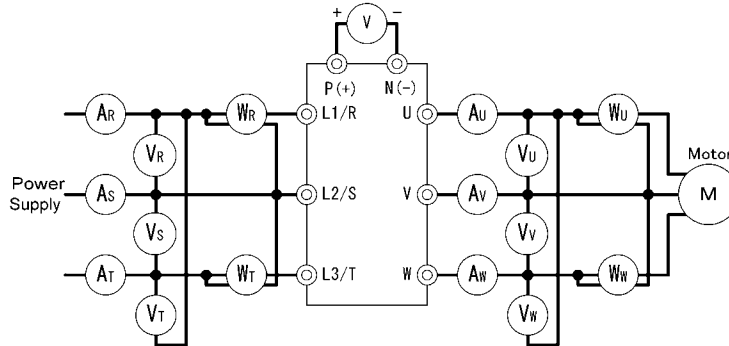 + V −
P(+) N(−)
AR WR L1/R U AU WU
VR VU Motor
Power Supply AS L2/S V AV M
VS VV
AT WT L3/T W AW WW
VT VW